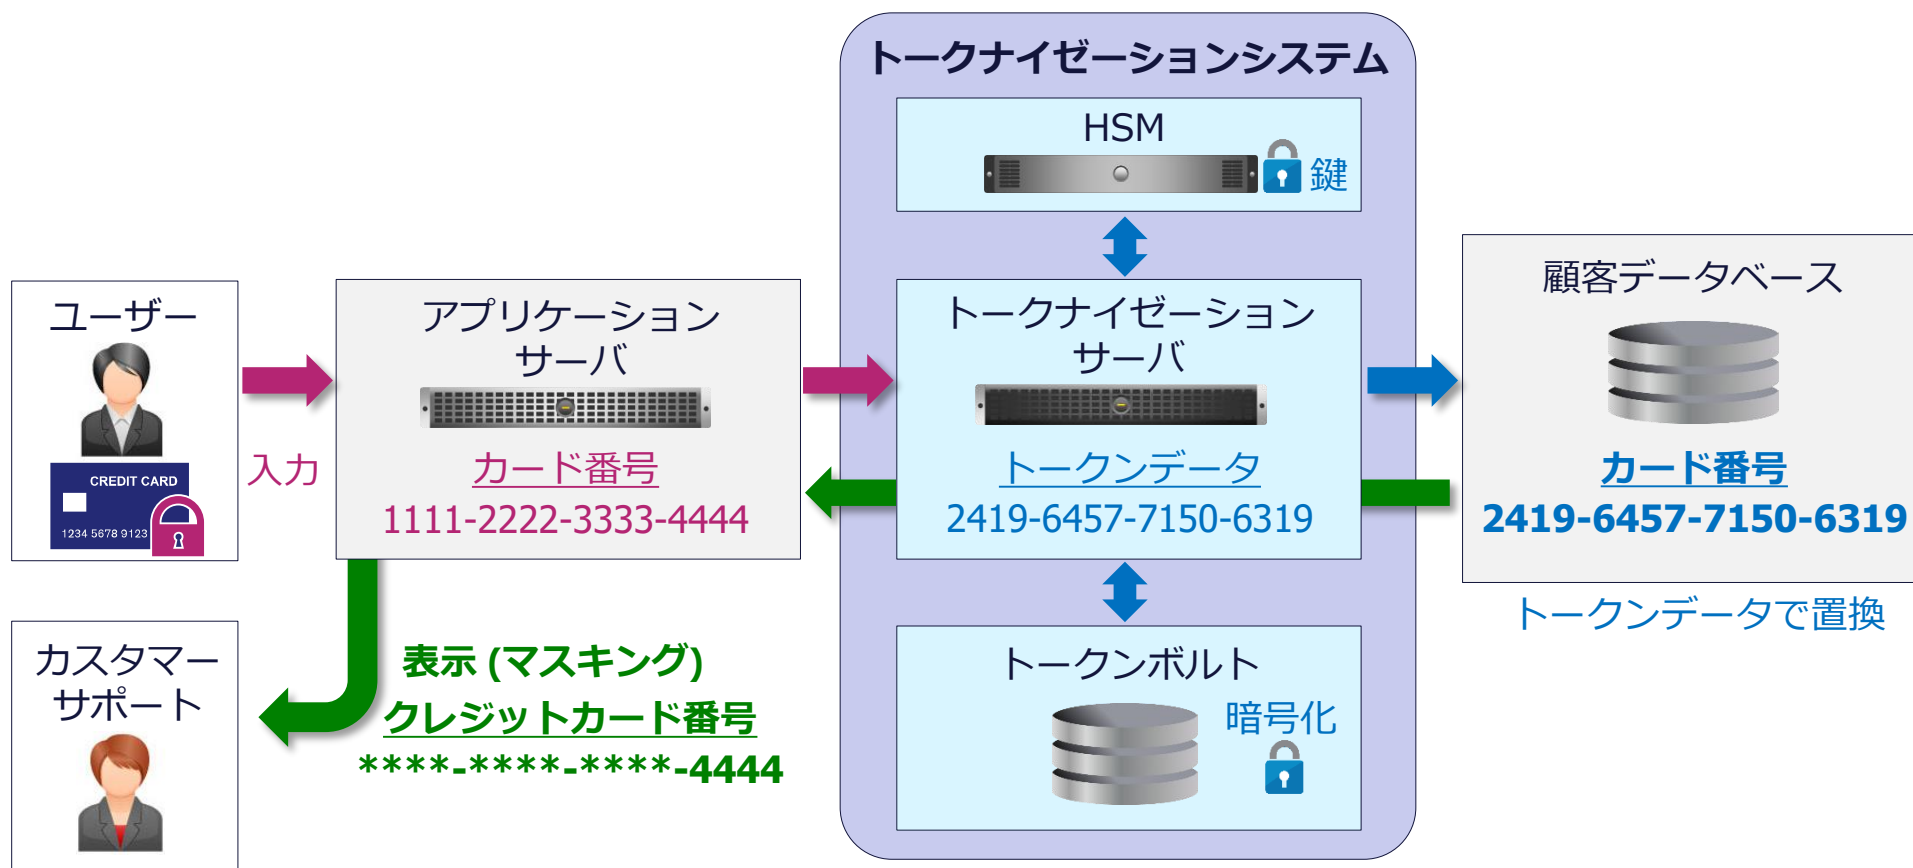 トークナイゼーションシステム
HSM
鍵
ユーザー
CREDIT CARD
1234 5678 9123
入力
アプリケーション
サーバ
カード番号
1111-2222-3333-4444
トークナイゼーション
サーバ
トークンデータ
2419-6457-7150-6319
顧客データベース
カード番号
2419-6457-7150-6319
トークンデータで置換
カスタマー
サポート
表示 (マスキング)
クレジットカード番号
****-****-****-4444
トークンボルト
暗号化